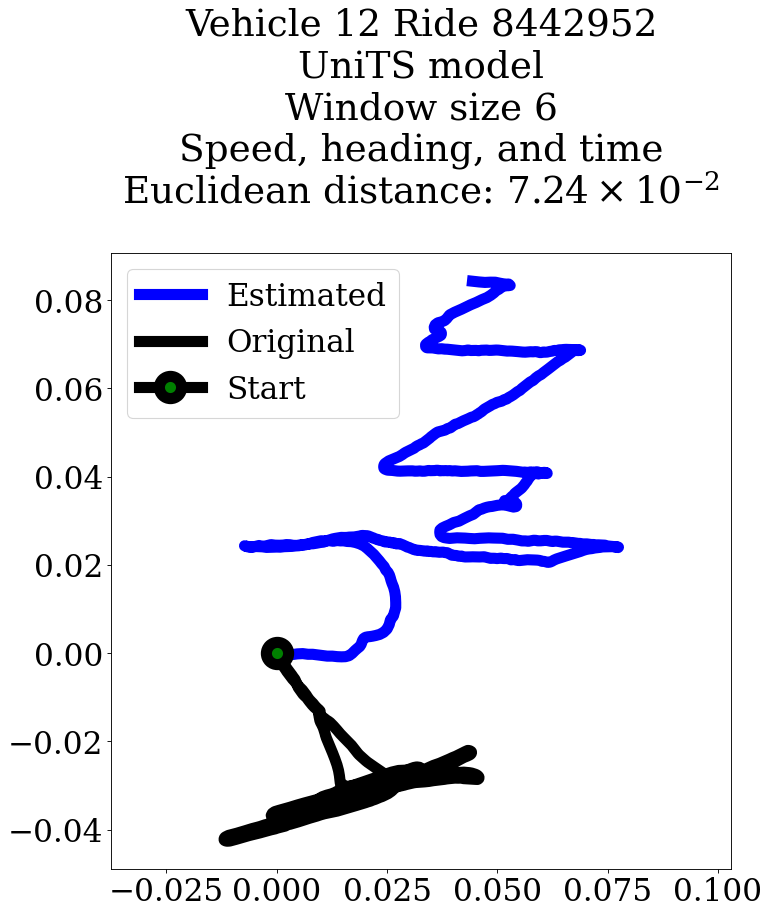 Vehicle 12 Ride 8442952
UniTS model
Window size 6
Speed, heading, and time
Euclidean distance: 7.24 × 10⁻²
Estimated
Original
Start
0.08
0.06
0.04
0.02
0.00
−0.02
−0.04
−0.025 0.000 0.025 0.050 0.075 0.100